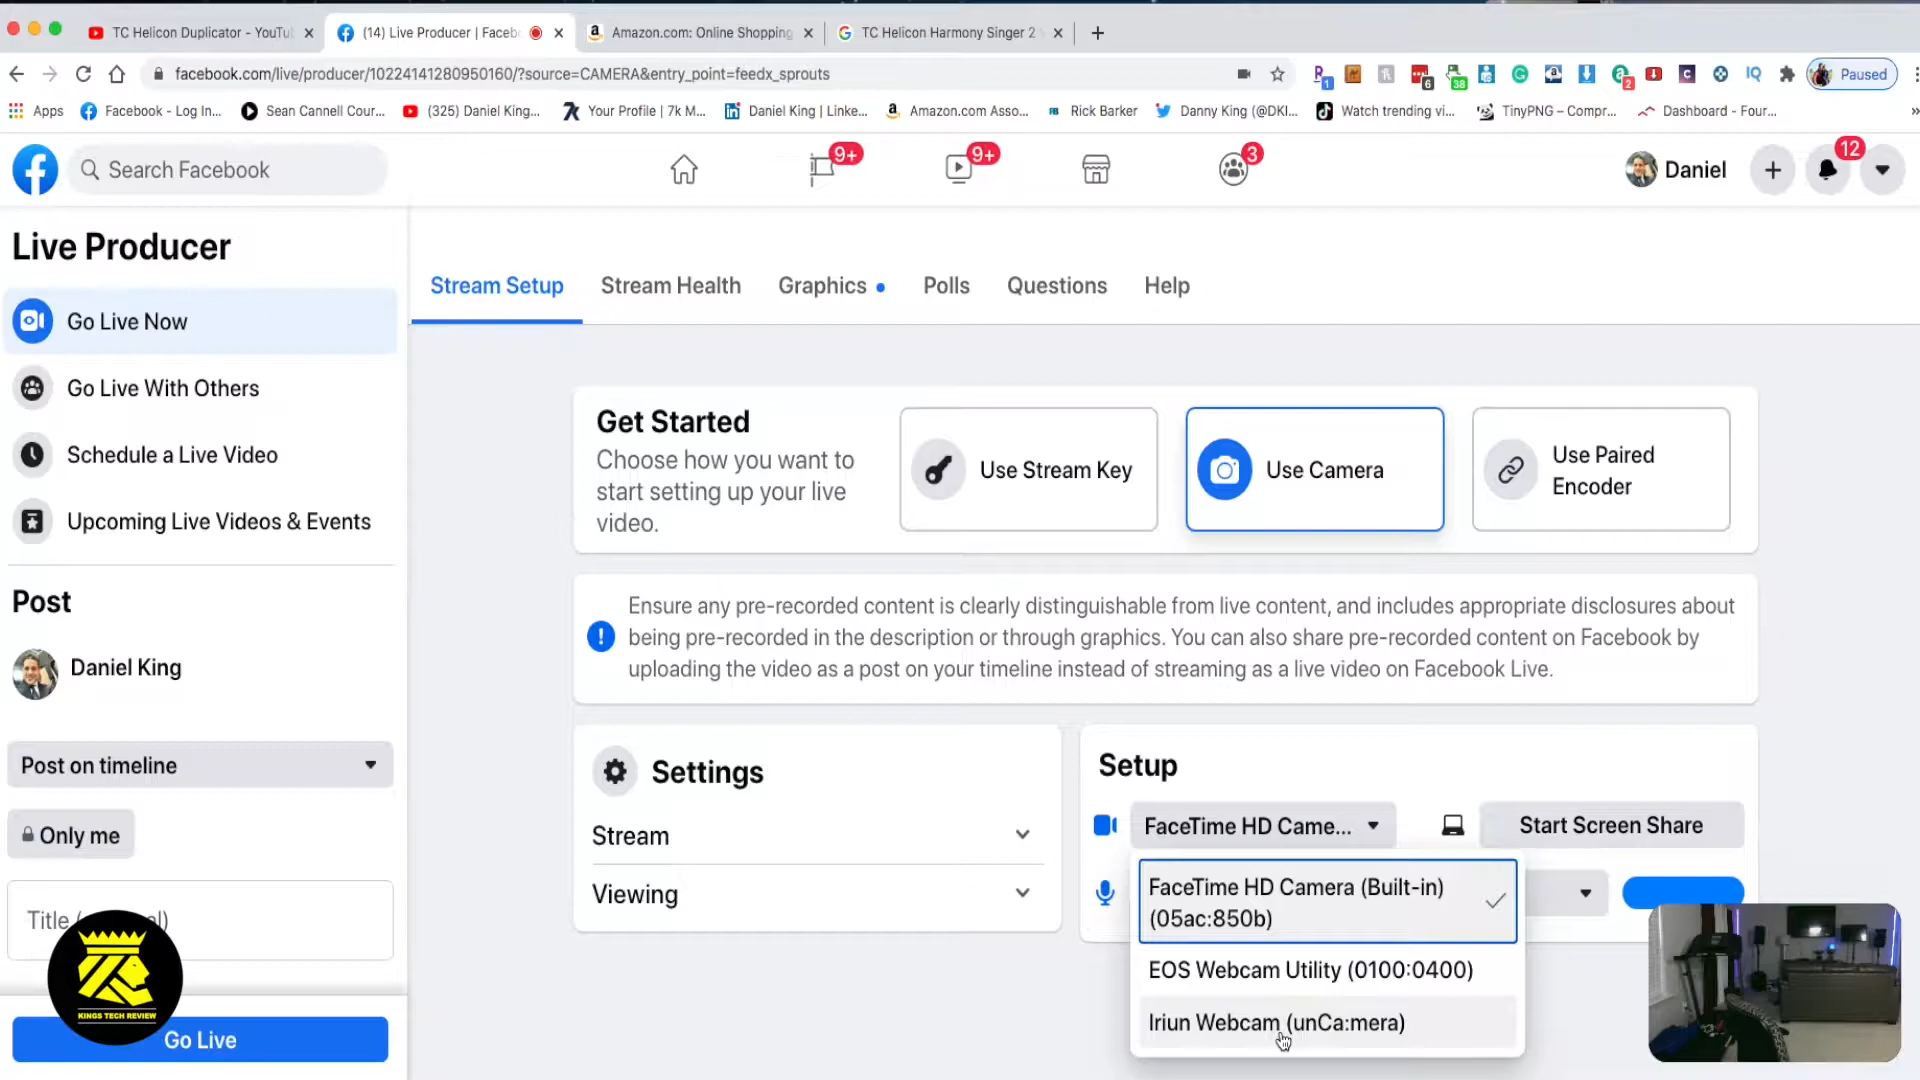 TC Helicon Duplicator - YouTu
(14) Live Producer | Faceb
Amazon.com: Online Shopping
TC Helicon Harmony Singer 2
facebook.com/live/producer/10224141280950160/?source=CAMERA&entry_point=feedx_sprouts
1
6
38
2
IQ
Paused
Apps
Facebook - Log In...
Sean Cannell Cour...
(325) Daniel King...
Your Profile | 7k M...
Daniel King | Linke...
Amazon.com Asso...
Rick Barker
Danny King (@DKI...
Watch trending vi...
TinyPNG – Compr...
Dashboard - Four...
Search Facebook
9+
9+
3
Daniel
12
Live Producer
Go Live Now
Go Live With Others
Schedule a Live Video
Upcoming Live Videos & Events
Post
Daniel King
Post on timeline
Only me
Title
KINGS TECH REVIEW
Go Live
Stream Setup
Stream Health
Graphics
Polls
Questions
Help
Get Started
Choose how you want to
start setting up your live
video.
Use Stream Key
Use Camera
Use Paired
Encoder
Ensure any pre-recorded content is clearly distinguishable from live content, and includes appropriate disclosures about
being pre-recorded in the description or through graphics. You can also share pre-recorded content on Facebook by
uploading the video as a post on your timeline instead of streaming as a live video on Facebook Live.
Settings
Stream
Viewing
Setup
FaceTime HD Came...
Start Screen Share
FaceTime HD Camera (Built-in)
(05ac:850b)
EOS Webcam Utility (0100:0400)
Iriun Webcam (unCa:mera)